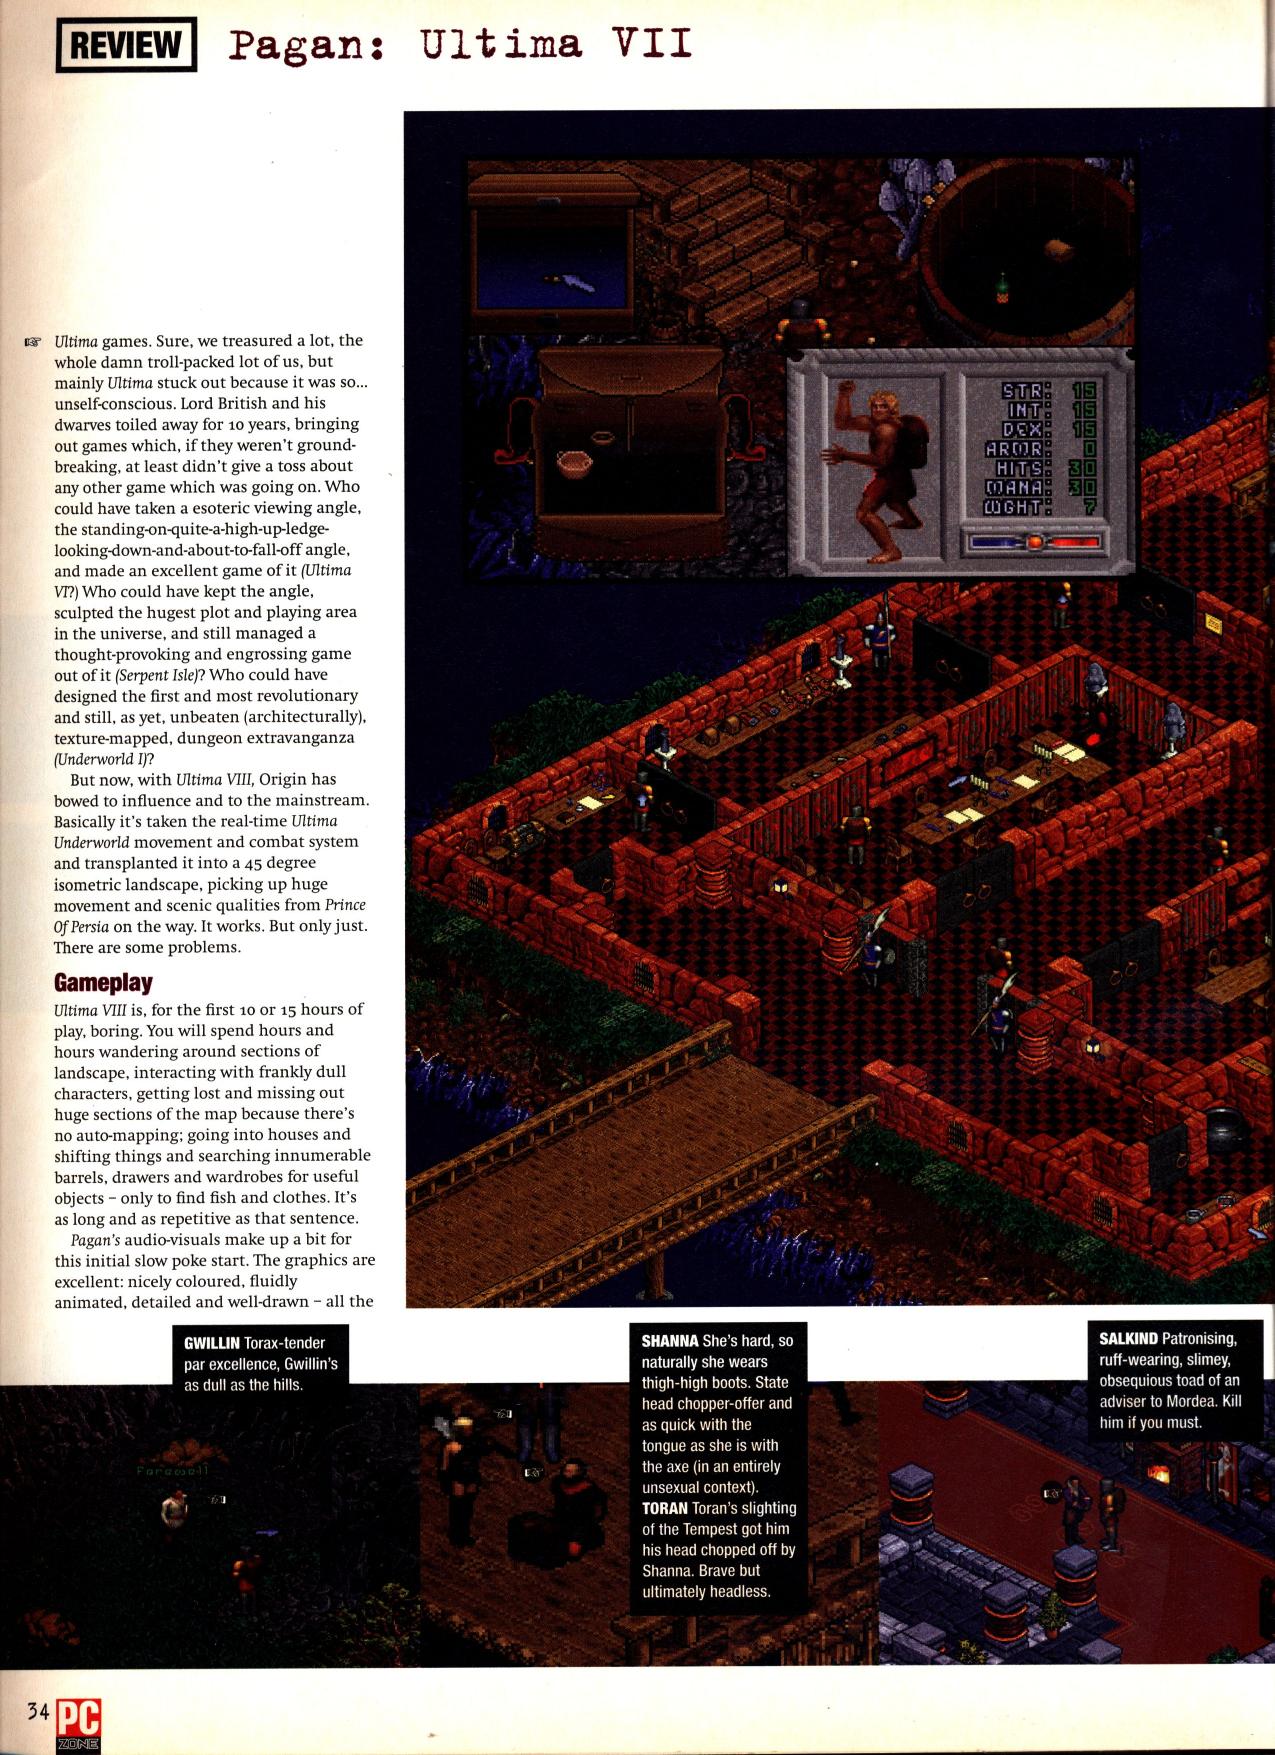 REVIEW Pagan: Ultima VII
Ultima games. Sure, we treasured a lot, the
whole damn troll-packed lot of us, but
mainly Ultima stuck out because it was so...
unself-conscious. Lord British and his
dwarves toiled away for 10 years, bringing
out games which, if they weren't ground-
breaking, at least didn't give a toss about
any other game which was going on. Who
could have taken a esoteric viewing angle,
the standing-on-quite-a-high-up-ledge-
looking-down-and-about-to-fall-off angle,
and made an excellent game of it (Ultima
VI?) Who could have kept the angle,
sculpted the hugest plot and playing area
in the universe, and still managed a
thought-provoking and engrossing game
out of it (Serpent Isle)? Who could have
designed the first and most revolutionary
and still, as yet, unbeaten (architecturally),
texture-mapped, dungeon extravaganza
(Underworld I)?
But now, with Ultima VIII, Origin has
bowed to influence and to the mainstream.
Basically it's taken the real-time Ultima
Underworld movement and combat system
and transplanted it into a 45 degree
isometric landscape, picking up huge
movement and scenic qualities from Prince
Of Persia on the way. It works. But only just.
There are some problems.
Gameplay
Ultima VIII is, for the first 10 or 15 hours of
play, boring. You will spend hours and
hours wandering around sections of
landscape, interacting with frankly dull
characters, getting lost and missing out
huge sections of the map because there's
no auto-mapping; going into houses and
shifting things and searching innumerable
barrels, drawers and wardrobes for useful
objects – only to find fish and clothes. It's
as long and as repetitive as that sentence.
Pagan's audio-visuals make up a bit for
this initial slow poke start. The graphics are
excellent: nicely coloured, fluidly
animated, detailed and well-drawn – all the
STR: 15
INT: 15
DEX: 15
ARMR: 0
HITS: 30
MANA: 30
WGHT: 7
GWILLIN Torax-tender
par excellence, Gwillin's
as dull as the hills.
Farewell
SHANNA She's hard, so
naturally she wears
thigh-high boots. State
head chopper-offer and
as quick with the
tongue as she is with
the axe (in an entirely
unsexual context).
TORAN Toran's slighting
of the Tempest got him
his head chopped off by
Shanna. Brave but
ultimately headless.
SALKIND Patronising,
ruff-wearing, slimey,
obsequious toad of an
adviser to Mordea. Kill
him if you must.
34 PC
ZONE